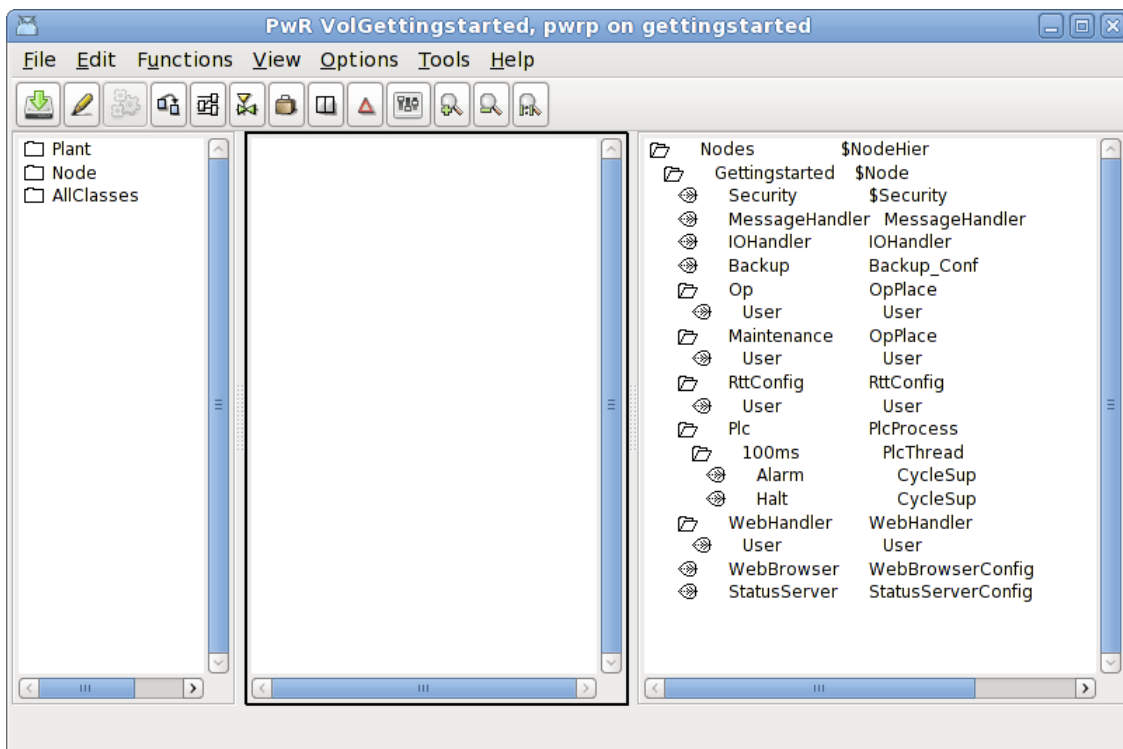 PwR VolGettingstarted, pwrp on gettingstarted
File Edit Functions View Options Tools Help
Plant
Node
AllClasses
Nodes $NodeHier
Gettingstarted $Node
Security $Security
MessageHandler MessageHandler
IOHandler IOHandler
Backup Backup_Conf
Op OpPlace
User User
Maintenance OpPlace
User User
RttConfig RttConfig
User User
Plc PlcProcess
100ms PlcThread
Alarm CycleSup
Halt CycleSup
WebHandler WebHandler
User User
WebBrowser WebBrowserConfig
StatusServer StatusServerConfig